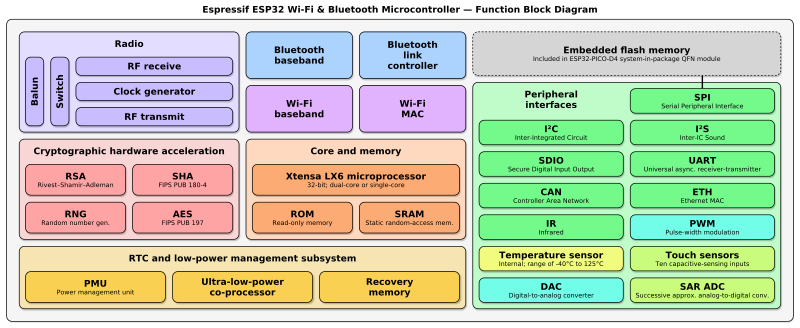 Espressif ESP32 Wi-Fi & Bluetooth Microcontroller — Function Block Diagram
Radio
Balun
Switch
RF receive
Clock generator
RF transmit
Bluetooth
baseband
Bluetooth
link
controller
Wi-Fi
baseband
Wi-Fi
MAC
Embedded flash memory
Included in ESP32-PICO-D4 system-in-package QFN module
Cryptographic hardware acceleration
RSA
Rivest-Shamir-Adleman
SHA
FIPS PUB 180-4
RNG
Random number gen.
AES
FIPS PUB 197
Core and memory
Xtensa LX6 microprocessor
32-bit; dual-core or single-core
ROM
Read-only memory
SRAM
Static random-access mem.
RTC and low-power management subsystem
PMU
Power management unit
Ultra-low-power
co-processor
Recovery
memory
Peripheral
interfaces
SPI
Serial Peripheral Interface
I²C
Inter-Integrated Circuit
I²S
Inter-IC Sound
SDIO
Secure Digital Input Output
UART
Universal async. receiver-transmitter
CAN
Controller Area Network
ETH
Ethernet MAC
IR
Infrared
PWM
Pulse-width modulation
Temperature sensor
Internal; range of -40°C to 125°C
Touch sensors
Ten capacitive-sensing inputs
DAC
Digital-to-analog converter
SAR ADC
Successive approx. analog-to-digital conv.